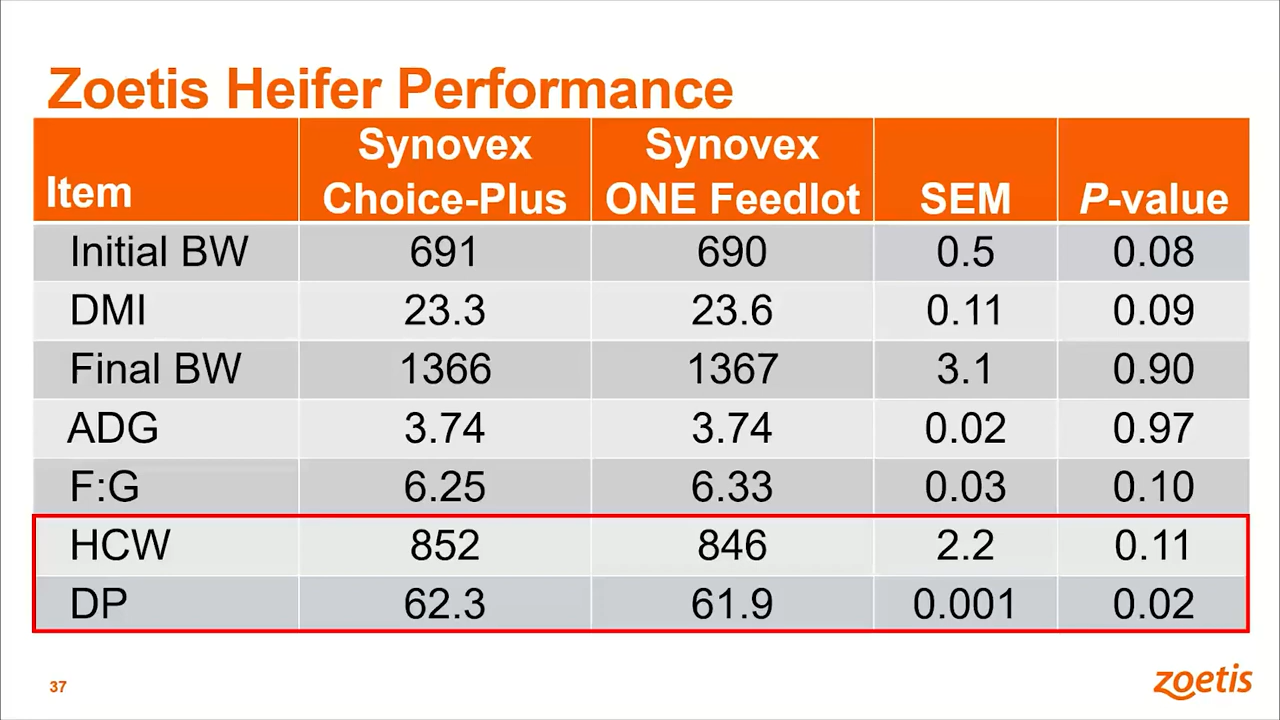 Zoetis Heifer Performance
Item Synovex Choice-Plus Synovex ONE Feedlot SEM P-value
Initial BW 691 690 0.5 0.08
DMI 23.3 23.6 0.11 0.09
Final BW 1366 1367 3.1 0.90
ADG 3.74 3.74 0.02 0.97
F:G 6.25 6.33 0.03 0.10
HCW 852 846 2.2 0.11
DP 62.3 61.9 0.001 0.02
37
zoetis